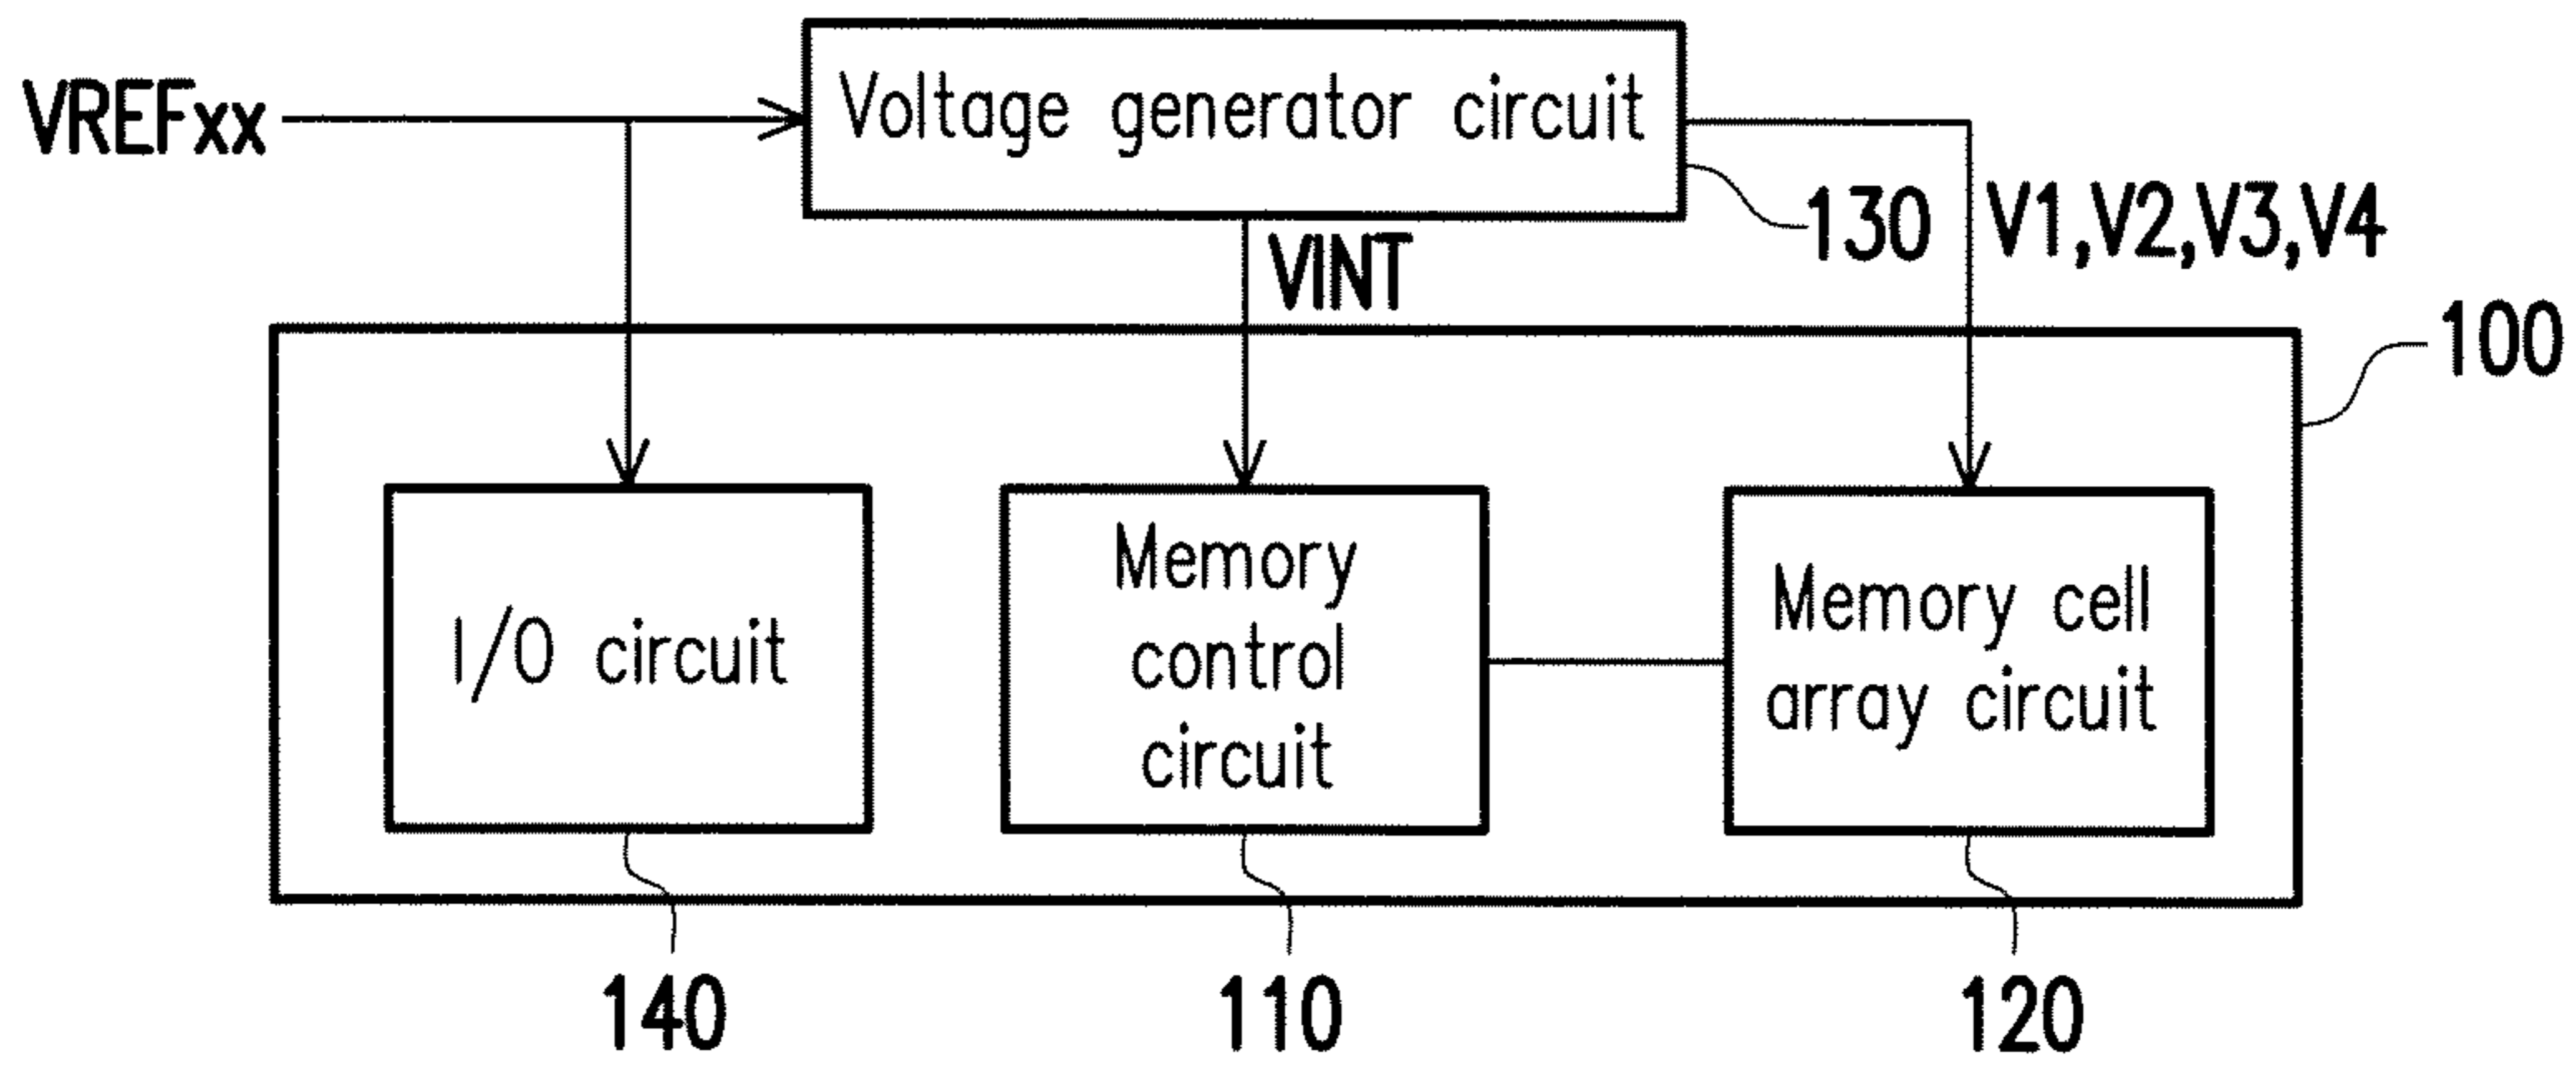 VREFxx
Voltage generator circuit
130
V1,V2,V3,V4
VINT
100
I/O circuit
Memory
control
circuit
Memory cell
array circuit
140
110
120